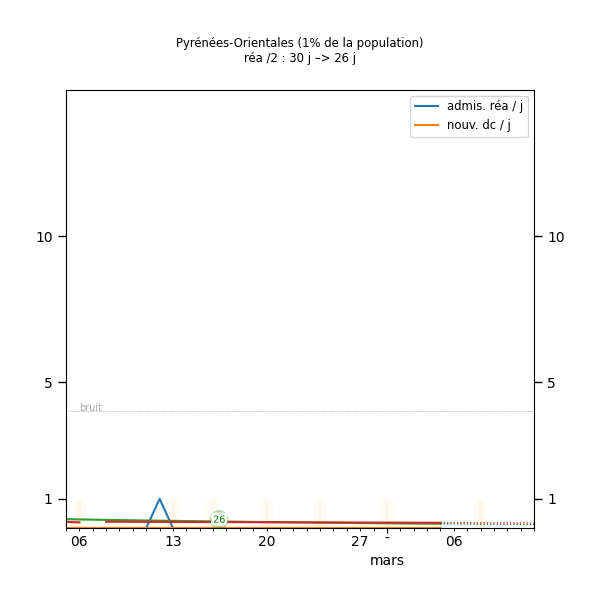 Pyrénées-Orientales (1% de la population)
réa /2 : 30 j –> 26 j
admis. réa / j
nouv. dc / j
10 10
5 5
bruit
1 1
26
06 13 20 27 - 06
mars